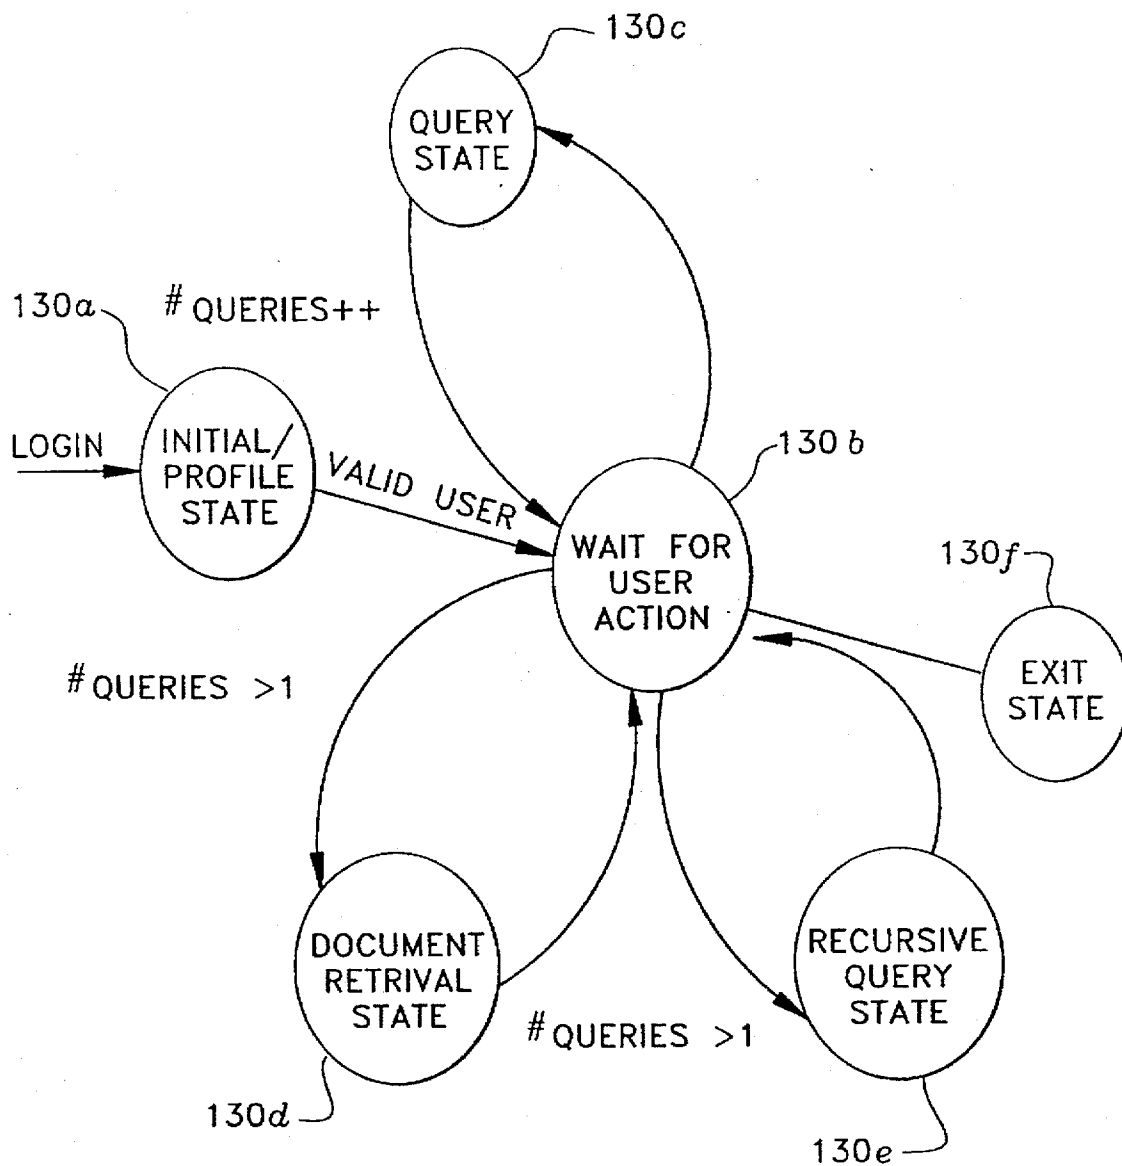 130c
QUERY
STATE
# QUERIES++
130a
LOGIN
INITIAL/
PROFILE
STATE
VALID USER
130b
WAIT FOR
USER
ACTION
130f
EXIT
STATE
# QUERIES >1
DOCUMENT
RETRIVAL
STATE
# QUERIES >1
RECURSIVE
QUERY
STATE
130d
130e